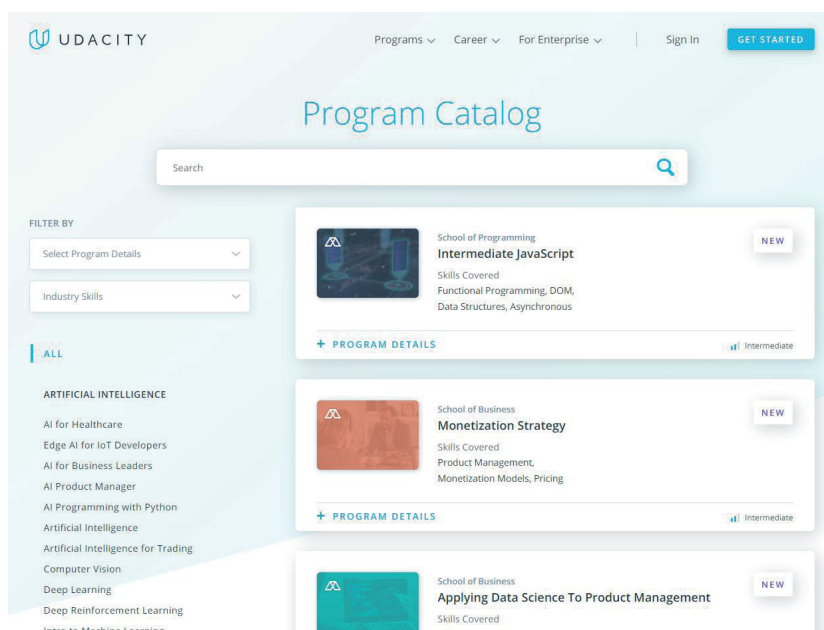 UDACITY
Programs
Career
For Enterprise
Sign In
GET STARTED
Program Catalog
Search
FILTER BY
Select Program Details
Industry Skills
ALL
ARTIFICIAL INTELLIGENCE
AI for Healthcare
Edge AI for IoT Developers
AI for Business Leaders
AI Product Manager
AI Programming with Python
Artificial Intelligence
Artificial Intelligence for Trading
Computer Vision
Deep Learning
Deep Reinforcement Learning
Intro to Machine Learning
School of Programming
NEW
Intermediate JavaScript
Skills Covered
Functional Programming, DOM,
Data Structures, Asynchronous
+ PROGRAM DETAILS
Intermediate
School of Business
NEW
Monetization Strategy
Skills Covered
Product Management,
Monetization Models, Pricing
+ PROGRAM DETAILS
Intermediate
School of Business
NEW
Applying Data Science To Product Management
Skills Covered